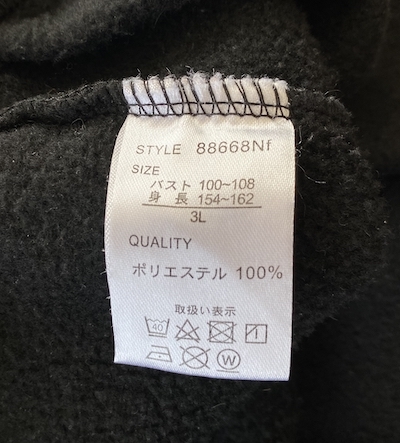 STYLE 88668Nf
SIZE
バスト 100~108
身 長 154~162
3L
QUALITY
ポリエステル 100%
取扱い表示
40
W